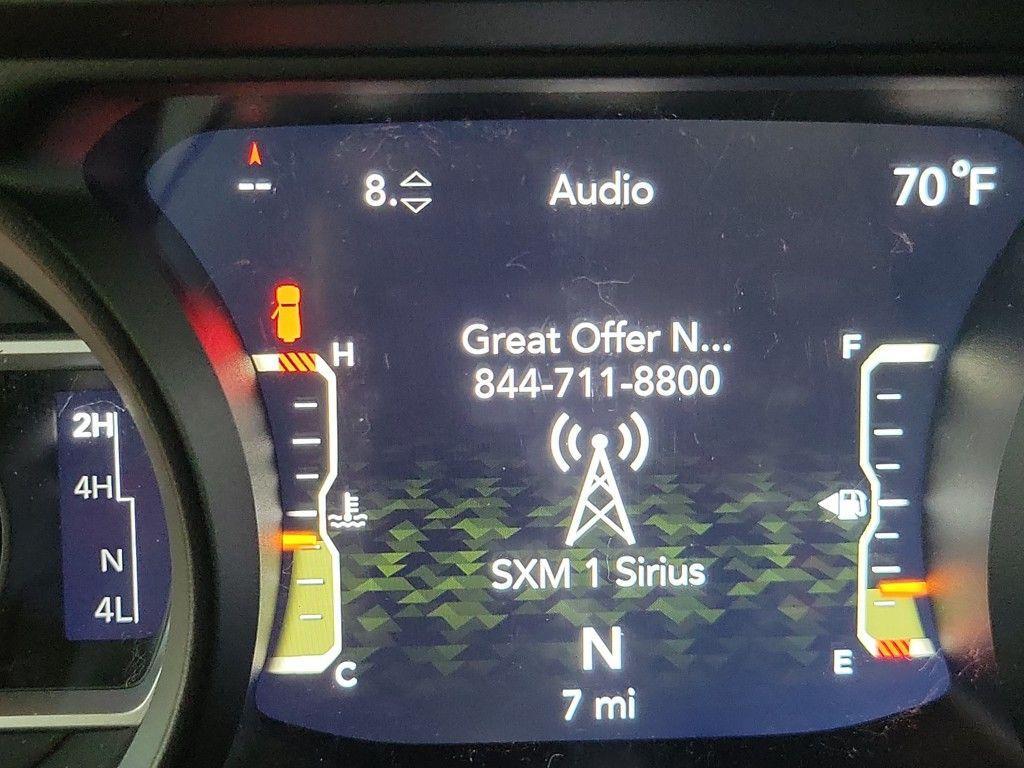 --
8.
Audio
70°F
H
Great Offer N...
844-711-8800
F
2H
4H
N
4L
SXM 1 Sirius
N
C
E
7 mi